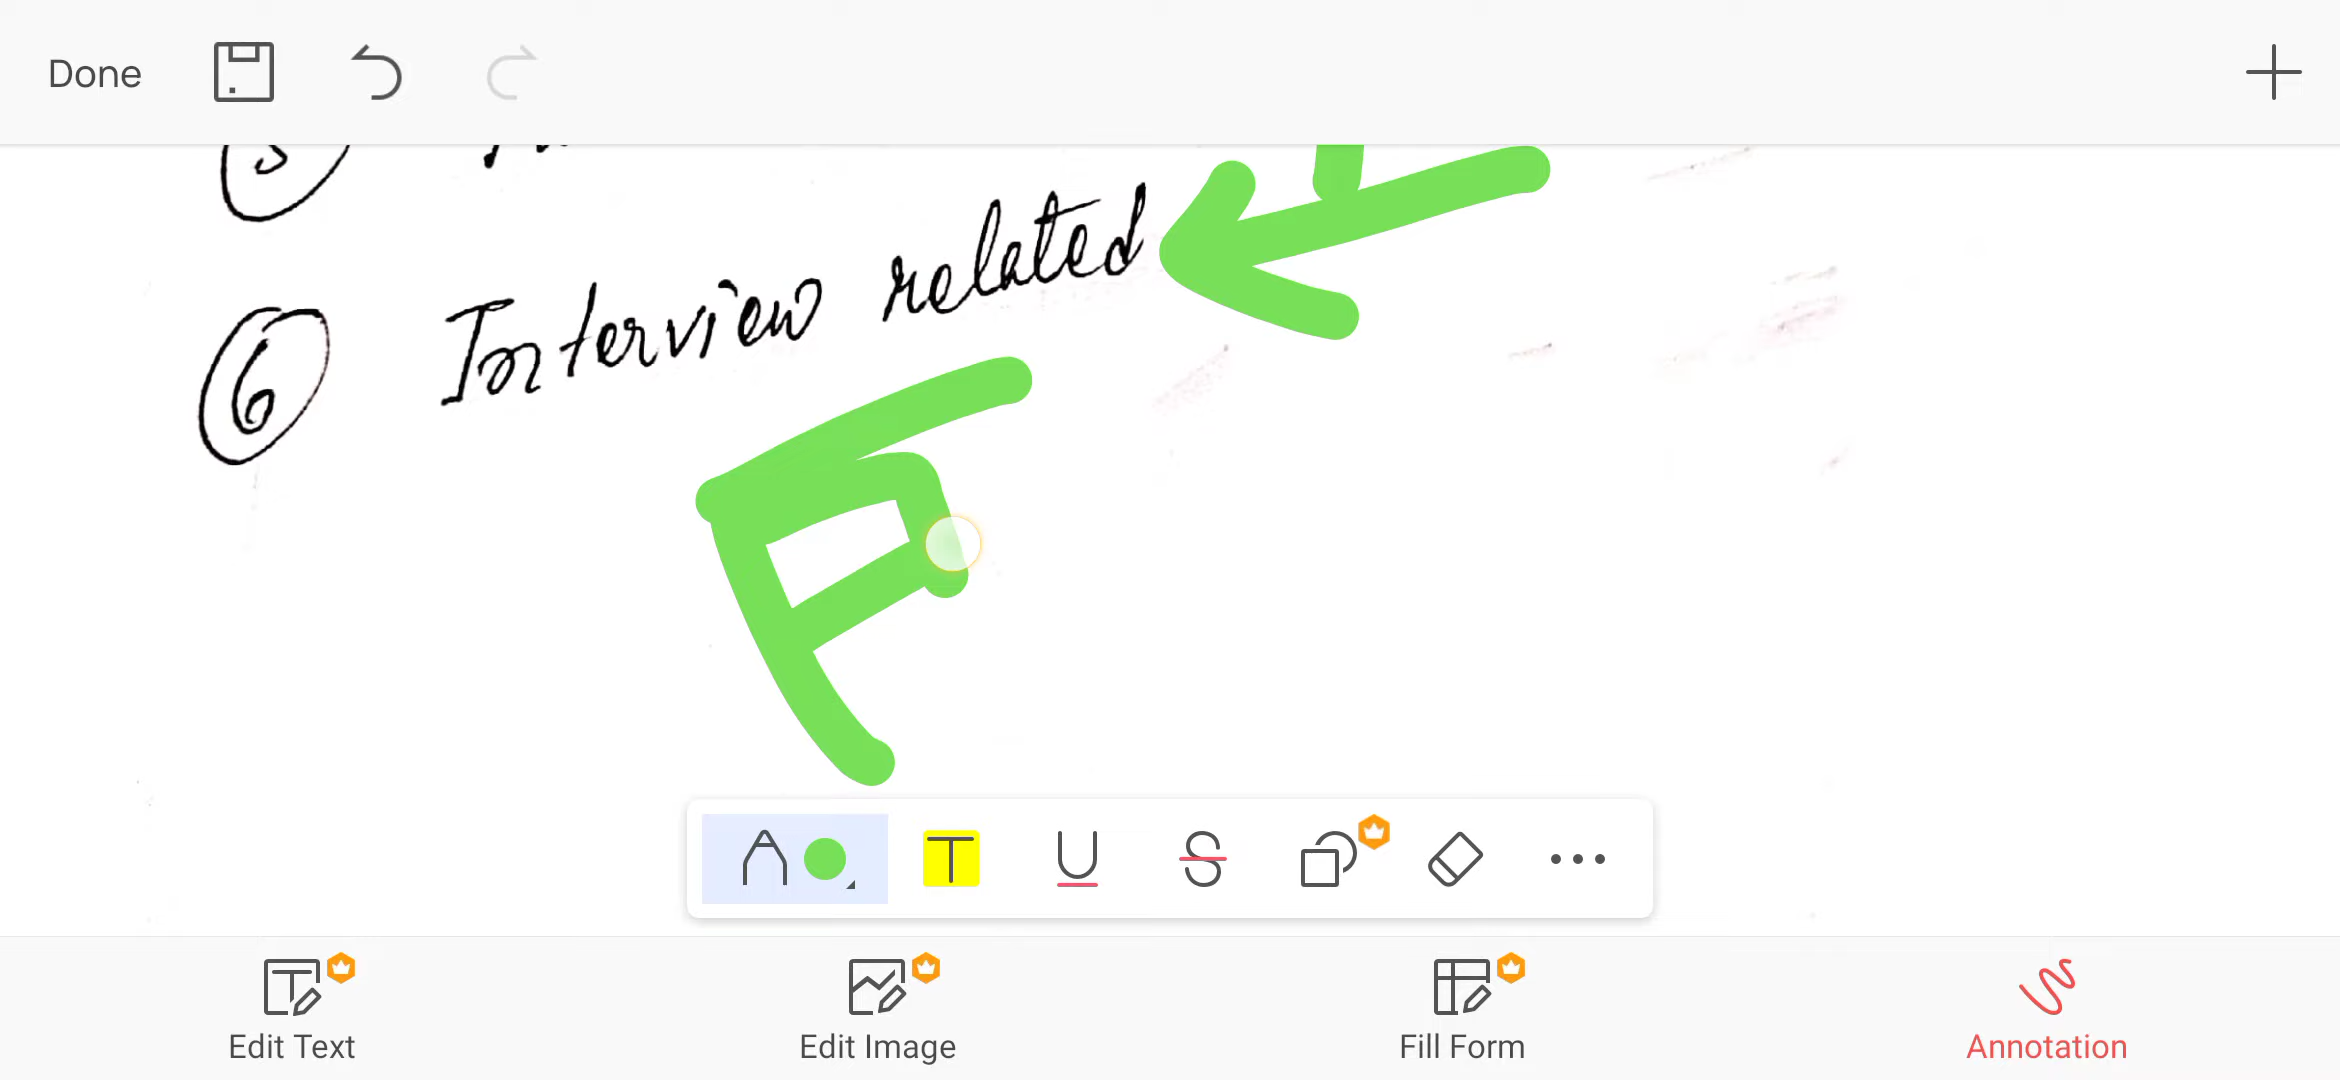 Done
⑥ Interview related
Edit Text
Edit Image
Fill Form
Annotation